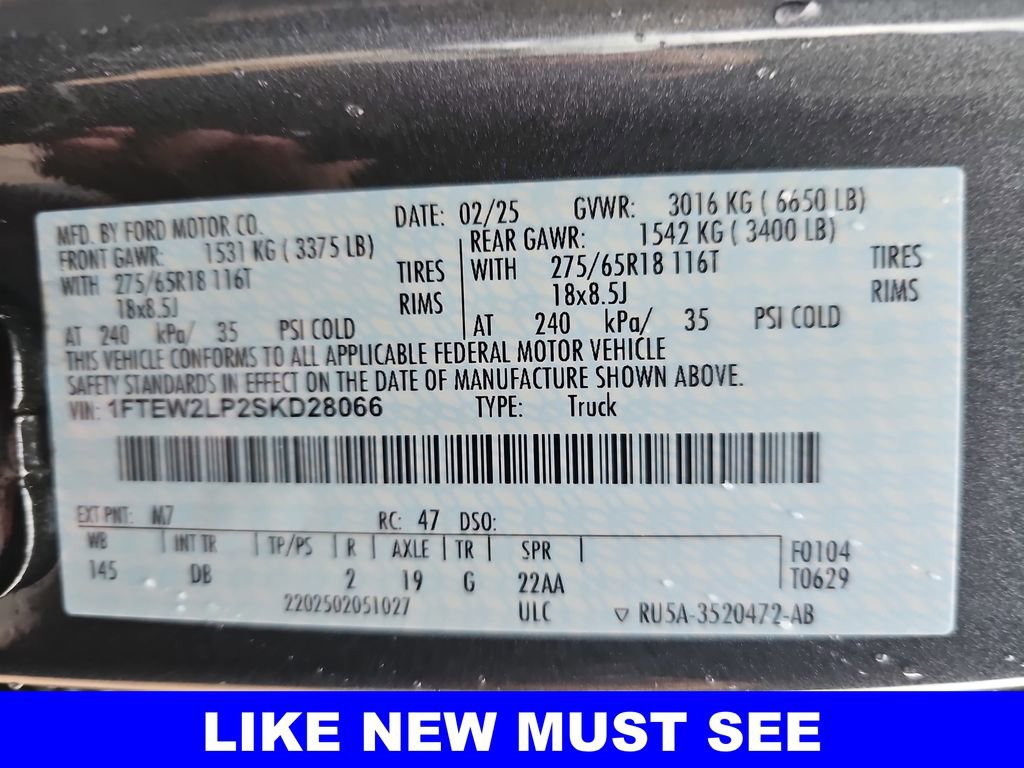 MFD. BY FORD MOTOR CO. DATE: 02/25 GVWR: 3016 KG ( 6650 LB)
FRONT GAWR: 1531 KG ( 3375 LB) REAR GAWR: 1542 KG ( 3400 LB)
WITH 275/65R18 116T TIRES WITH 275/65R18 116T TIRES
18x8.5J RIMS 18x8.5J RIMS
AT 240 kPa/ 35 PSI COLD AT 240 kPa/ 35 PSI COLD
THIS VEHICLE CONFORMS TO ALL APPLICABLE FEDERAL MOTOR VEHICLE
SAFETY STANDARDS IN EFFECT ON THE DATE OF MANUFACTURE SHOWN ABOVE.
VIN: 1FTEW2LP2SKD28066 TYPE: Truck
EXT PNT: M7 RC: 47 DSO:
WB INT TR TP/PS R AXLE TR SPR F0104
145 DB 2 19 G 22AA T0629
2202502051027 ULC ▽ RU5A-3520472-AB
LIKE NEW MUST SEE